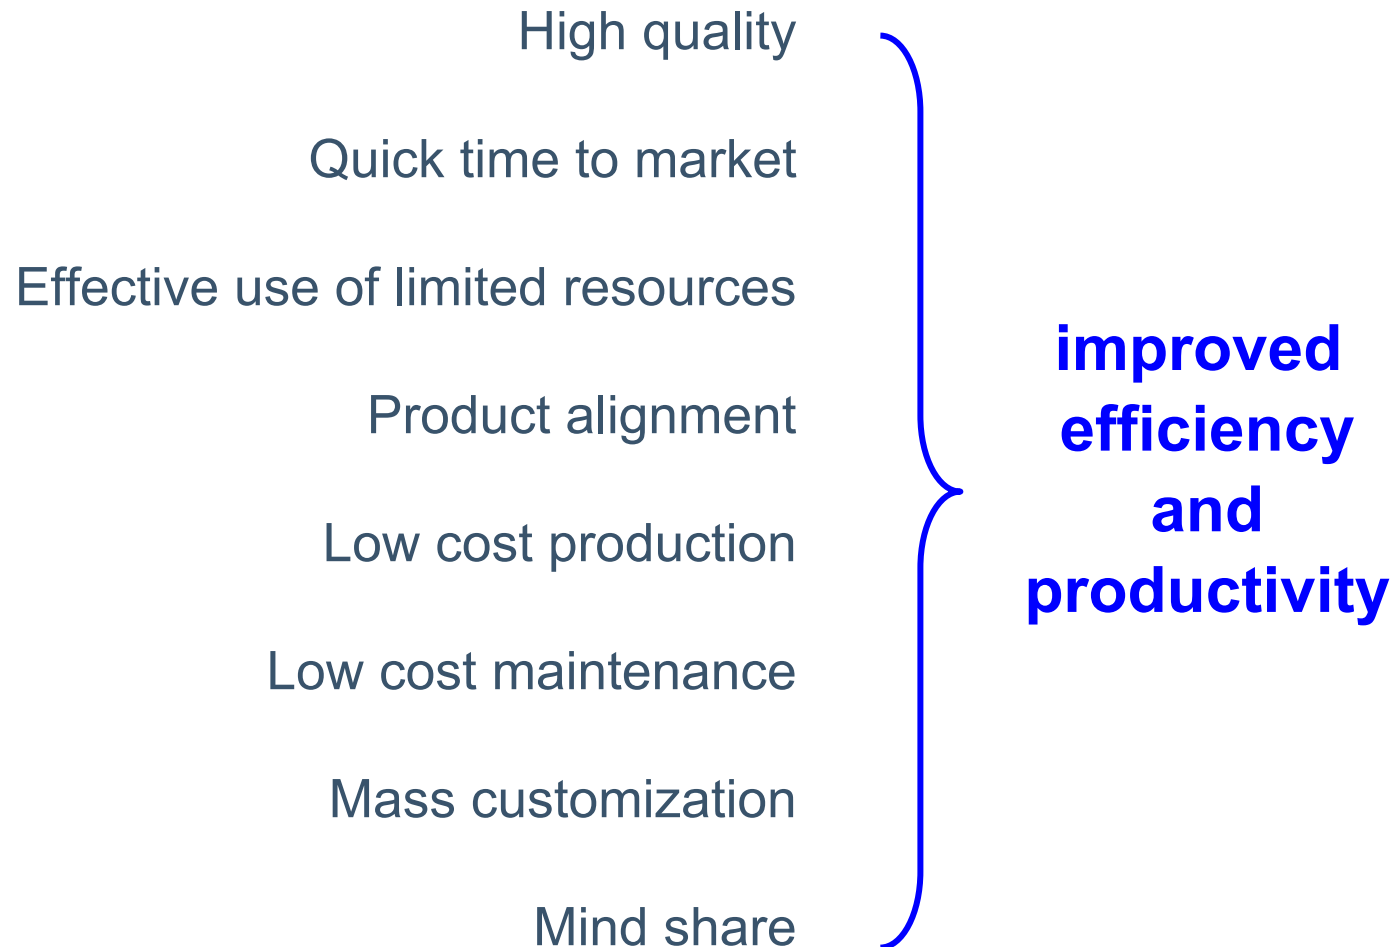 High quality
Quick time to market
Effective use of limited resources
Product alignment
Low cost production
Low cost maintenance
Mass customization
Mind share
improved
efficiency
and
productivity